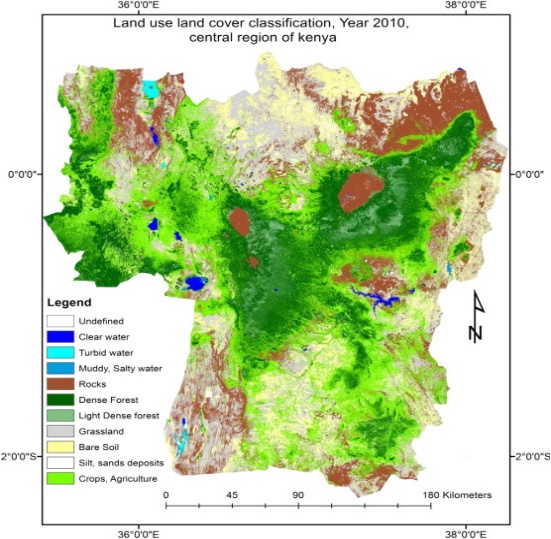 36°0'0"E 38°0'0"E
Land use land cover classification, Year 2010,
central region of kenya
0°0'0" 0°0'0"
Legend
Undefined
Clear water
Turbid water
Muddy, Salty water
Rocks
Dense Forest
Light Dense forest
Grassland
Bare Soil
Silt, sands deposits
Crops, Agriculture
N
2°0'0"S 2°0'0"S
0 45 90 180 Kilometers
36°0'0"E 38°0'0"E